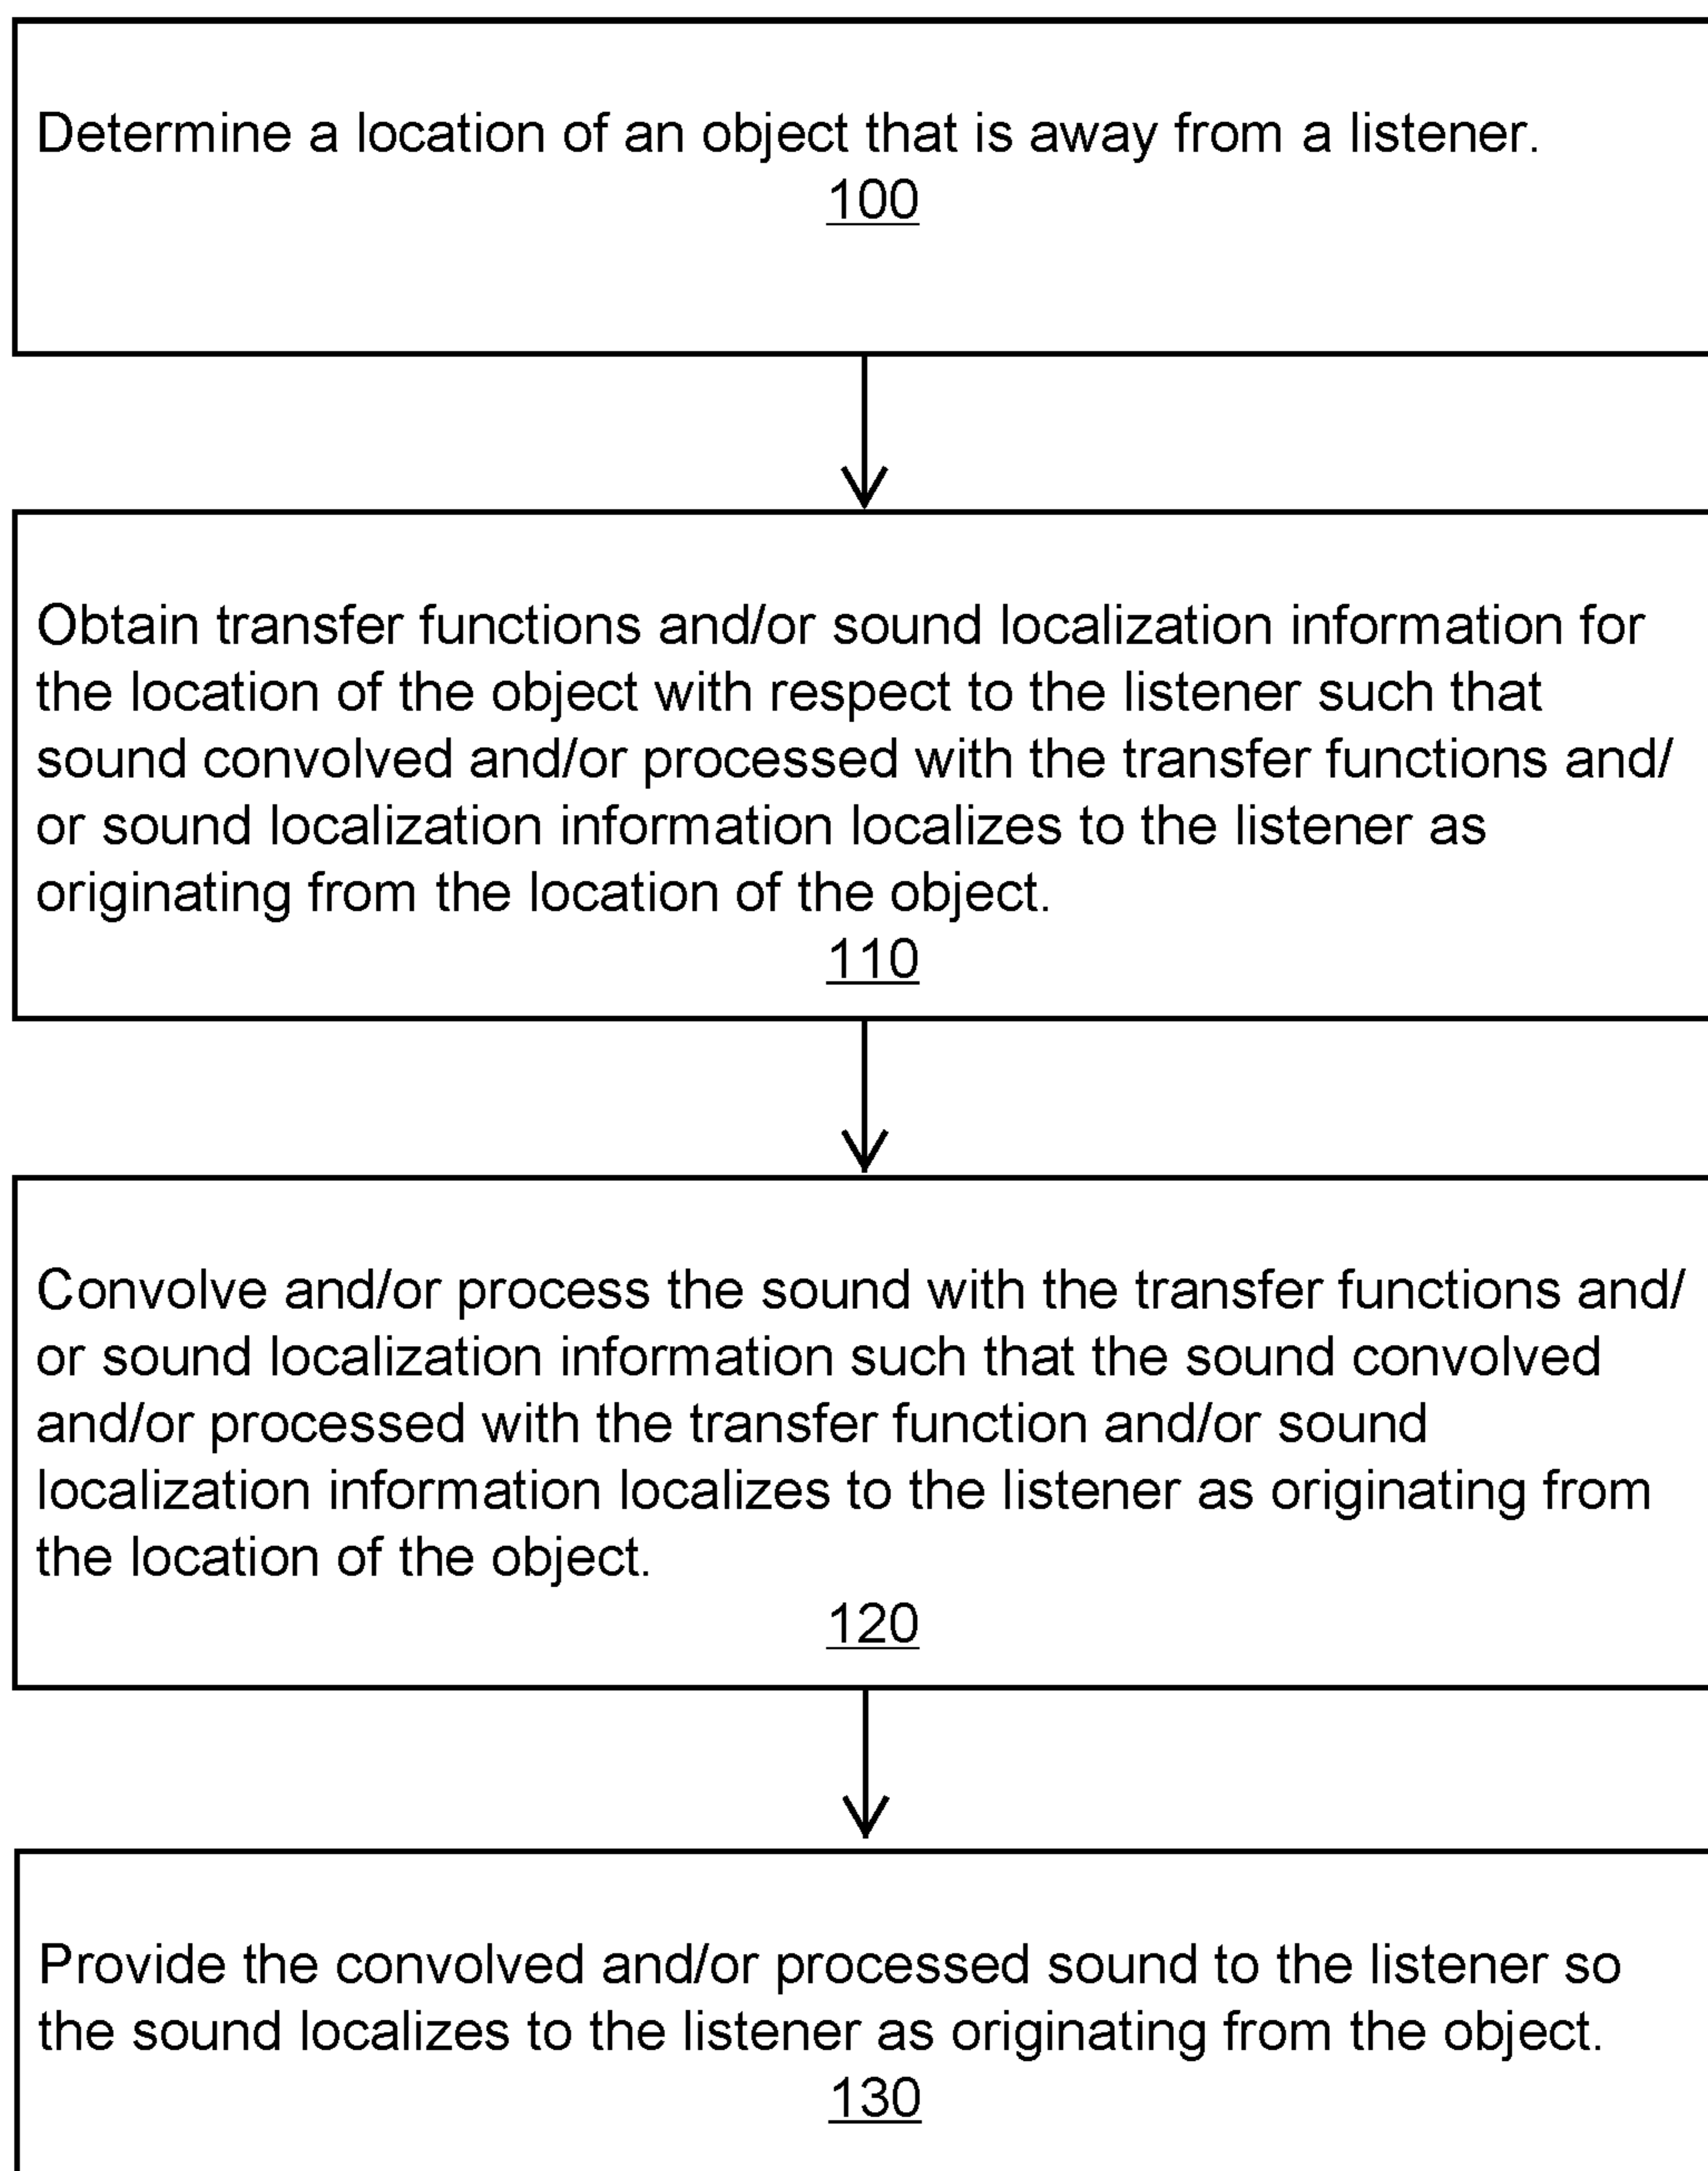 Determine a location of an object that is away from a listener.
100
Obtain transfer functions and/or sound localization information for
the location of the object with respect to the listener such that
sound convolved and/or processed with the transfer functions and/
or sound localization information localizes to the listener as
originating from the location of the object.
110
Convolve and/or process the sound with the transfer functions and/
or sound localization information such that the sound convolved
and/or processed with the transfer function and/or sound
localization information localizes to the listener as originating from
the location of the object.
120
Provide the convolved and/or processed sound to the listener so
the sound localizes to the listener as originating from the object.
130